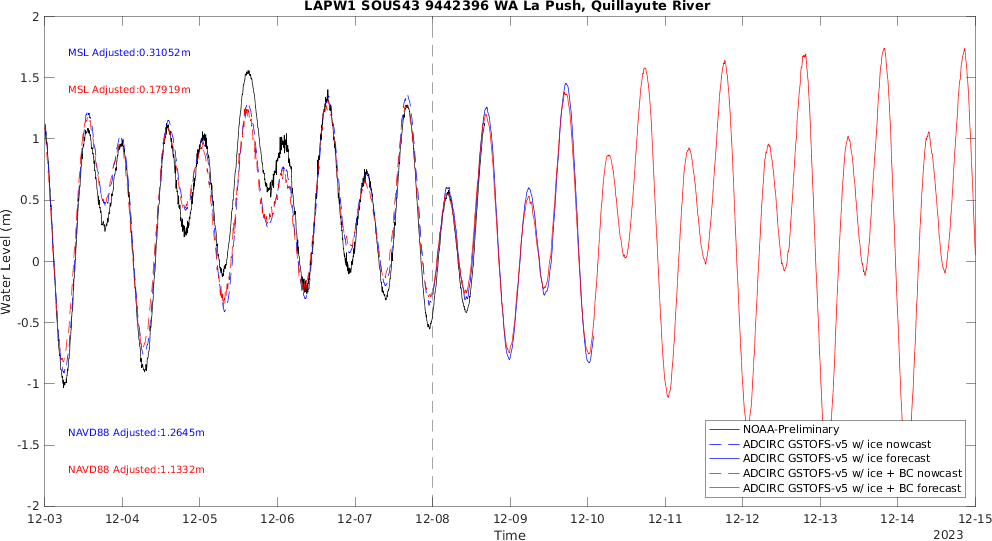 LAPW1 SOUS43 9442396 WA La Push, Quillayute River
2
1.5
1
0.5
0
-0.5
-1
-1.5
-2
Water Level (m)
MSL Adjusted:0.31052m
MSL Adjusted:0.17919m
NAVD88 Adjusted:1.2645m
NAVD88 Adjusted:1.1332m
NOAA-Preliminary
ADCIRC GSTOFS-v5 w/ ice nowcast
ADCIRC GSTOFS-v5 w/ ice forecast
ADCIRC GSTOFS-v5 w/ ice + BC nowcast
ADCIRC GSTOFS-v5 w/ ice + BC forecast
12-03 12-04 12-05 12-06 12-07 12-08 12-09 12-10 12-11 12-12 12-13 12-14 12-15
Time
2023